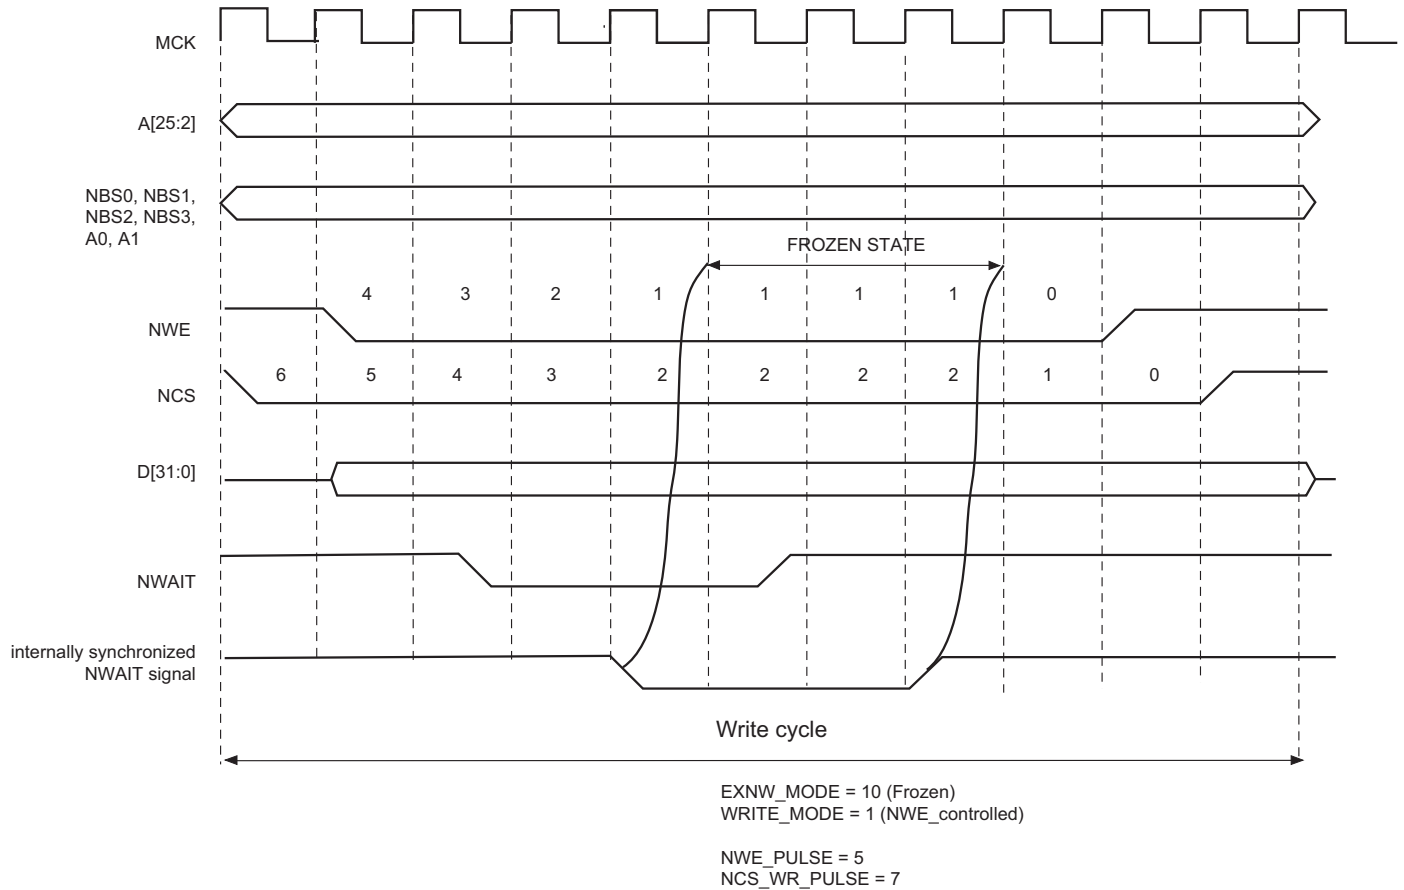 MCK
A[25:2]
NBS0, NBS1,
NBS2, NBS3,
A0, A1
FROZEN STATE
4 3 2 1 1 1 1 0
NWE
6 5 4 3 2 2 2 2 1 0
NCS
D[31:0]
NWAIT
internally synchronized
NWAIT signal
Write cycle
EXNW_MODE = 10 (Frozen)
WRITE_MODE = 1 (NWE_controlled)
NWE_PULSE = 5
NCS_WR_PULSE = 7